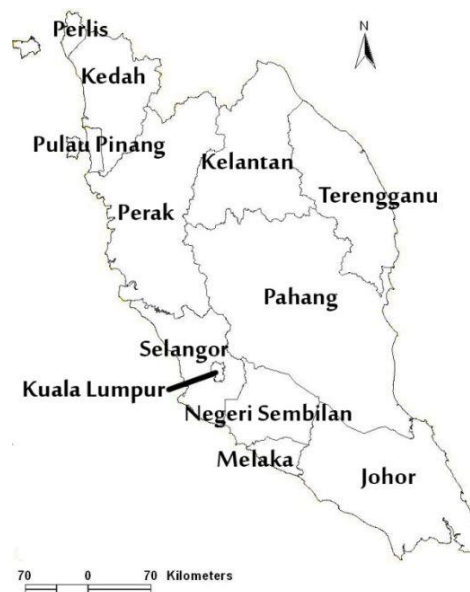 Perlis
N
Kedah
Pulau Pinang
Kelantan
Terengganu
Perak
Pahang
Selangor
Kuala Lumpur
Negeri Sembilan
Melaka
Johor
70 0 70 Kilometers